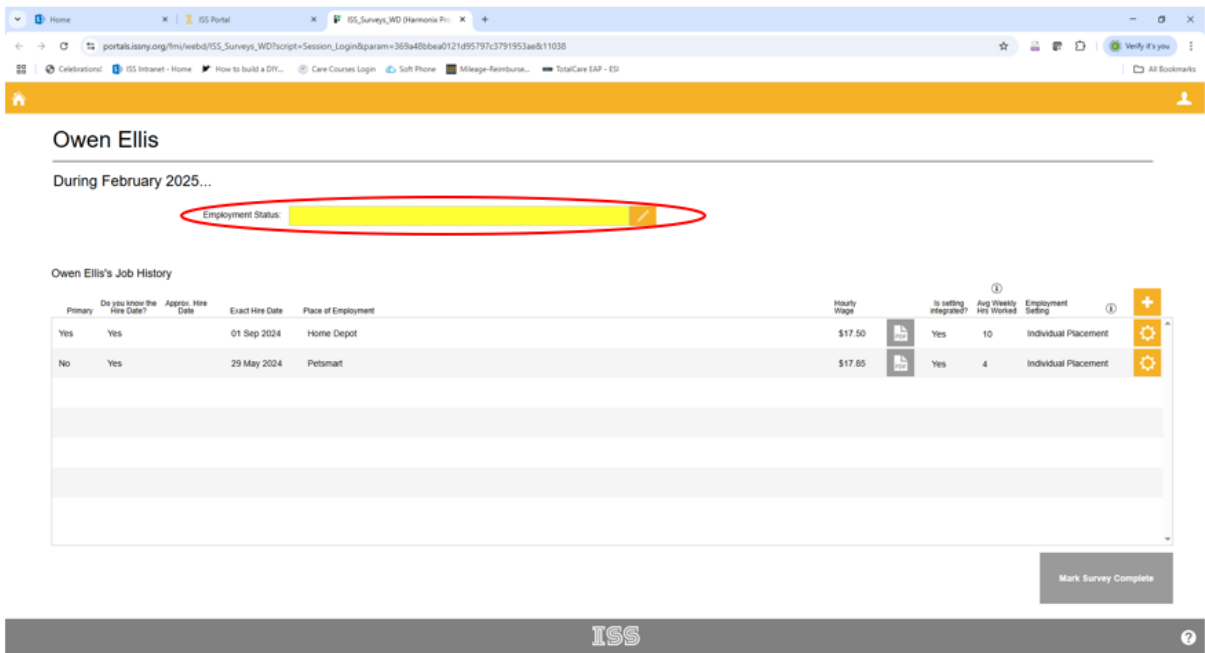 Home
ISS Portal
ISS_Surveys_WD (Harmonix Pro
portals.issny.org/fmi/webd/ISS_Surveys_WD?script=Session_Login&param=369a48bbea0121d95797c3791953ae&11038
Verify it's you
Celebrations! ISS Intranet - Home How to build a DIY... Care Courses Login Soft Phone Mileage-Reimburse... TotalCare EAP - ESI All Bookmarks
Owen Ellis
During February 2025...
Employment Status:
Owen Ellis's Job History
Primary Do you know the Hire Date? Approx. Hire Date Exact Hire Date Place of Employment Hourly Wage Is setting integrated? Avg Weekly Hrs Worked Employment Setting
Yes Yes 01 Sep 2024 Home Depot $17.50 PDF Yes 10 Individual Placement
No Yes 29 May 2024 Petsmart $17.85 PDF Yes 4 Individual Placement
Mark Survey Complete
ISS